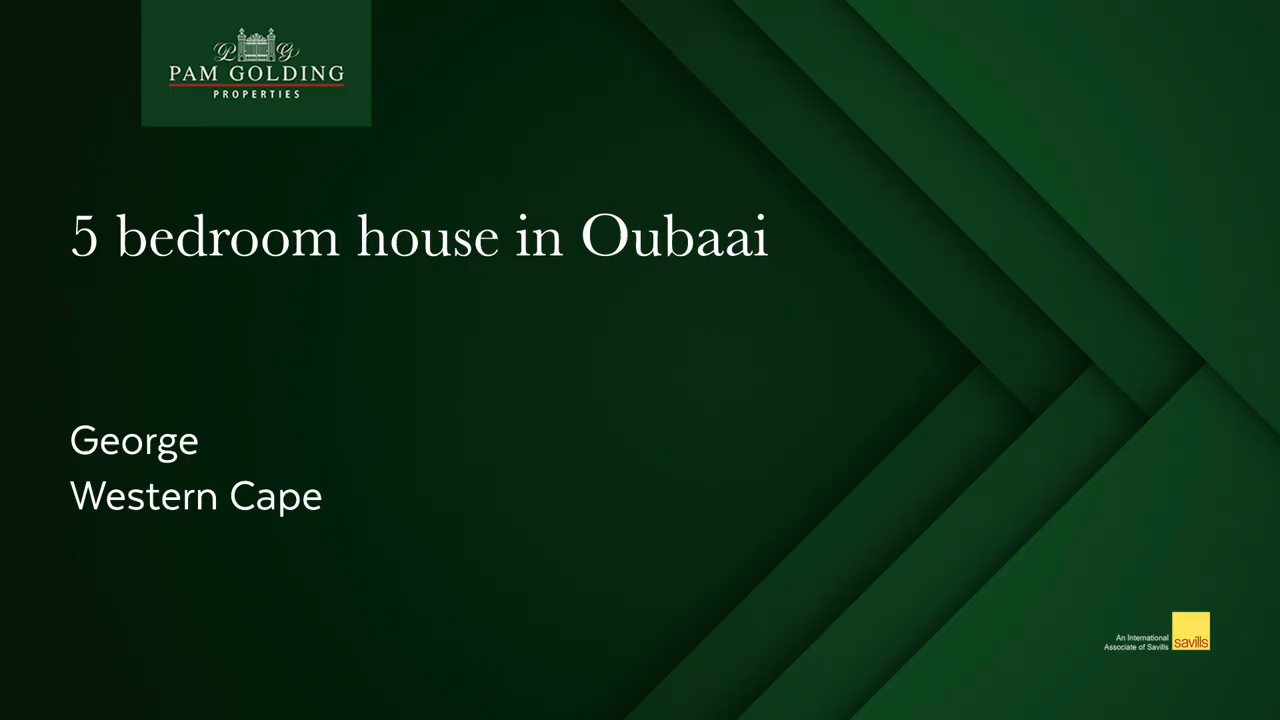 P G
PAM GOLDING
PROPERTIES
5 bedroom house in Oubaai
George
Western Cape
An International
Associate of Savills
savills